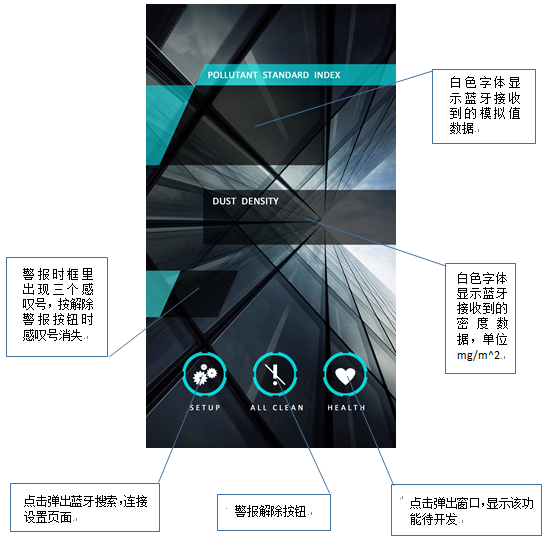 POLLUTANT STANDARD INDEX
白色字体显
示蓝牙接收
到的模拟值
数据
DUST DENSITY
警报时框里
出现三个感
叹号，按解除
警报按钮时
感叹号消失
白色字体
显示蓝牙
接收到的
密度数
据，单位
mg/m^2
SETUP
ALL CLEAN
HEALTH
点击弹出蓝牙搜索，连接
设置页面
警报解除按钮
点击弹出窗口，显示该功
能待开发